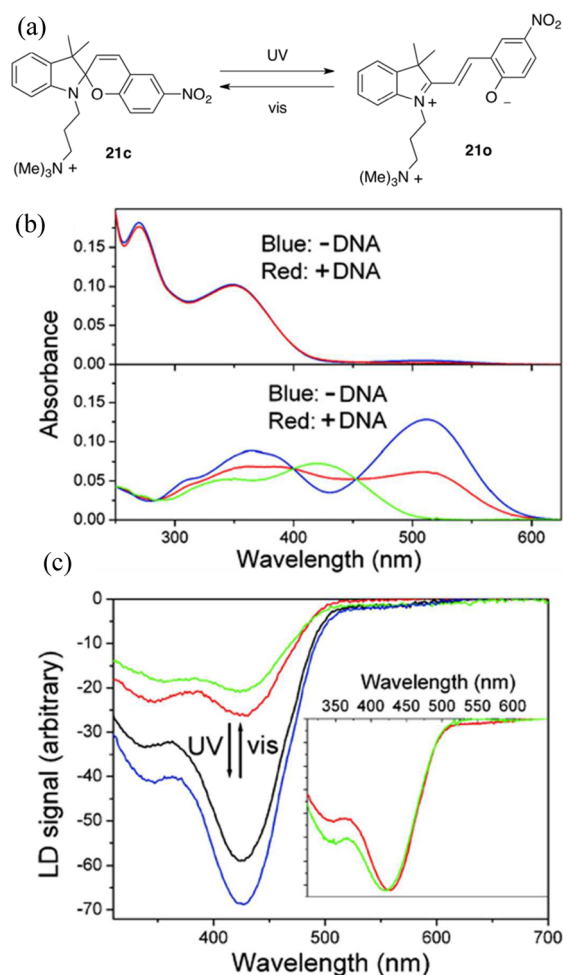 (a)
UV
vis
N
O
NO2
(Me)3N +
21c
N
+
O
−
NO2
(Me)3N +
21o
(b)
Absorbance
0.15
0.10
0.05
0.00
Blue: -DNA
Red: +DNA
0.15
0.10
0.05
0.00
Blue: -DNA
Red: +DNA
300 400 500 600
Wavelength (nm)
(c)
LD signal (arbitrary)
0
-10
-20
-30
-40
-50
-60
-70
UV vis
Wavelength (nm)
350 400 450 500 550 600
400 500 600 700
Wavelength (nm)